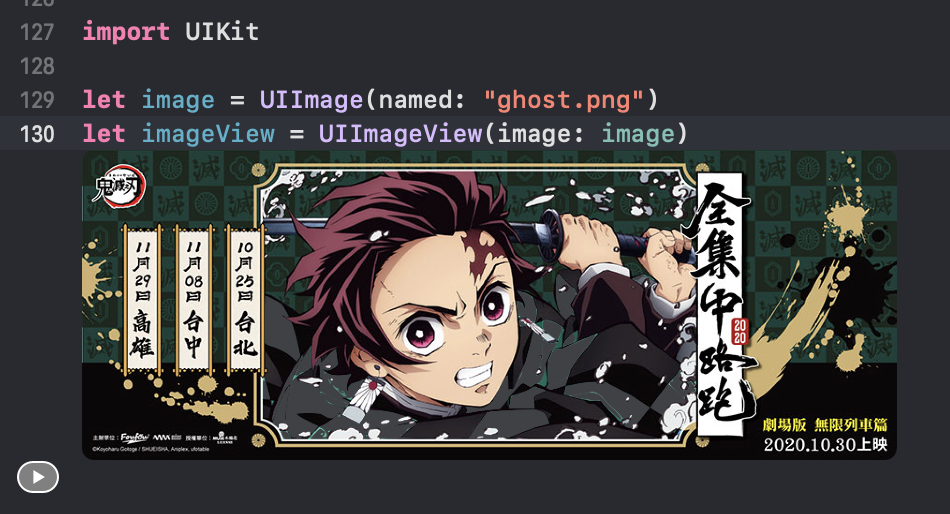 126
127 import UIKit
128
129 let image = UIImage(named: "ghost.png")
130 let imageView = UIImageView(image: image)
鬼滅の刃
11月29日 高雄
11月08日 台中
10月25日 台北
全集中路跑
2020
劇場版 無限列車篇
2020.10.30上映
主辦單位:
授權單位:
©Koyoharu Gotoge / SHUEISHA, Aniplex, ufotable